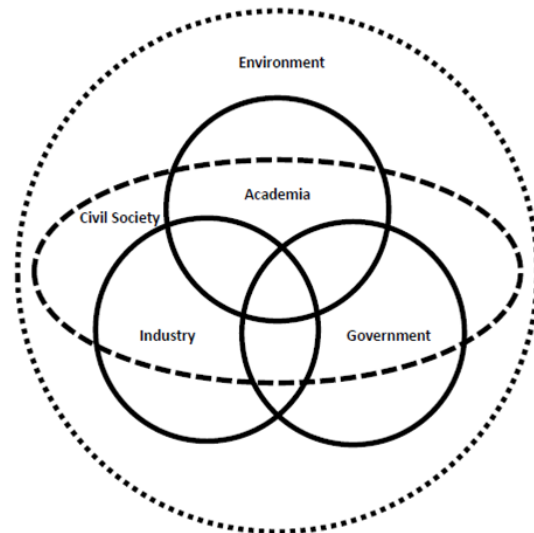 Environment
Academia
Civil Society
Industry
Government